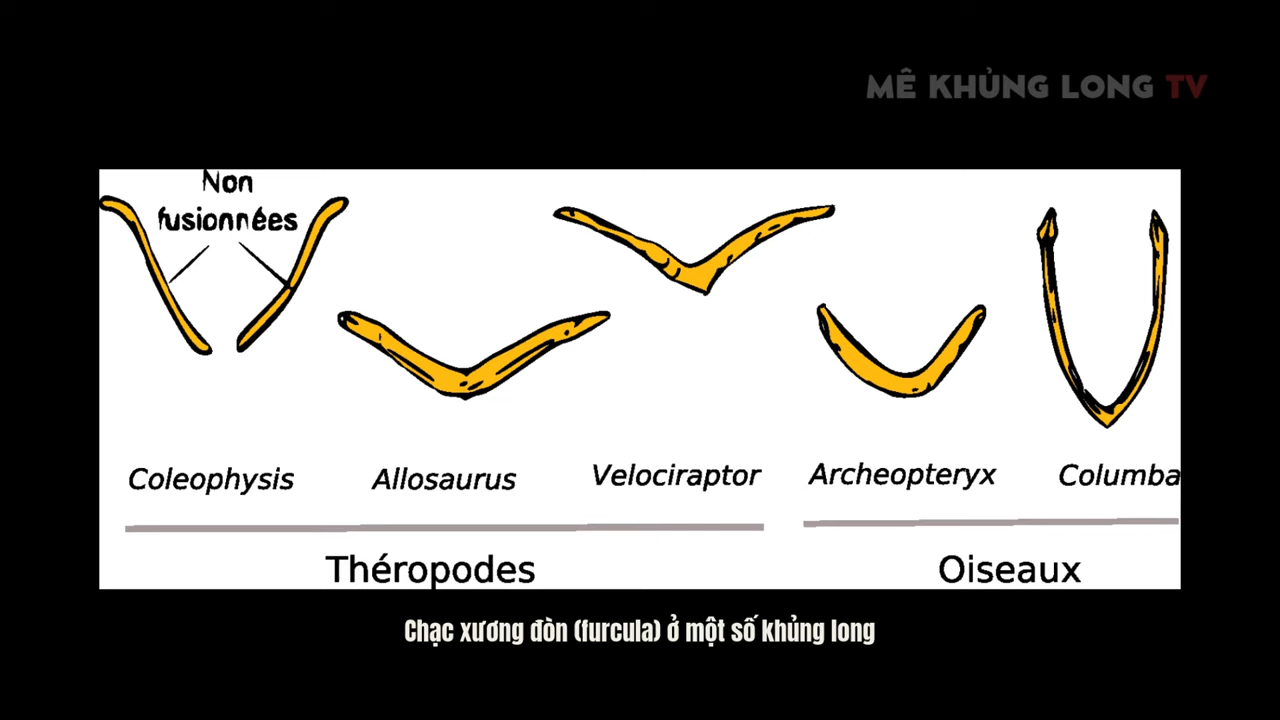 MÊ KHỦNG LONG TV
Non
fusionnées
Coleophysis
Allosaurus
Velociraptor
Archeopteryx
Columba
Théropodes
Oiseaux
Chạc xương đòn (furcula) ở một số khủng long